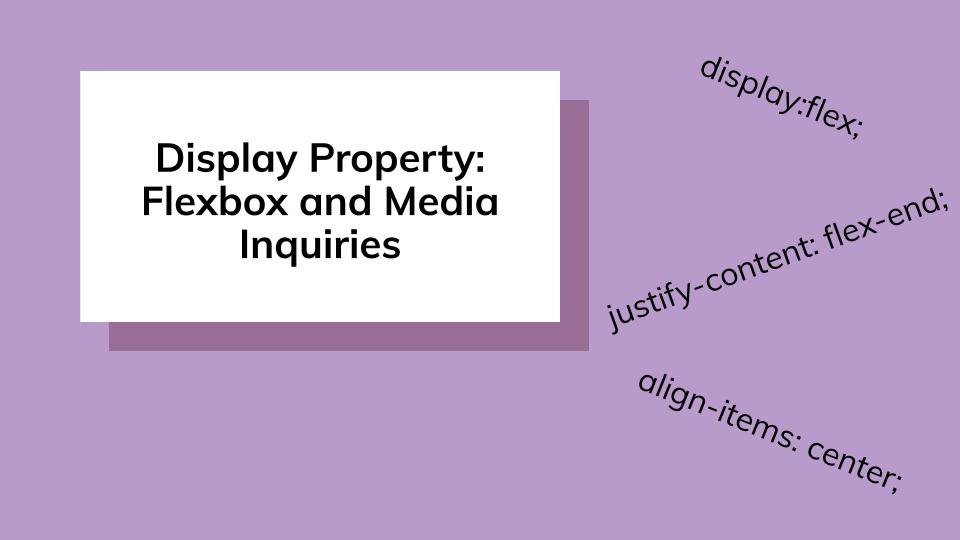 Display Property:
Flexbox and Media
Inquiries
display:flex;
justify-content: flex-end;
align-items: center;